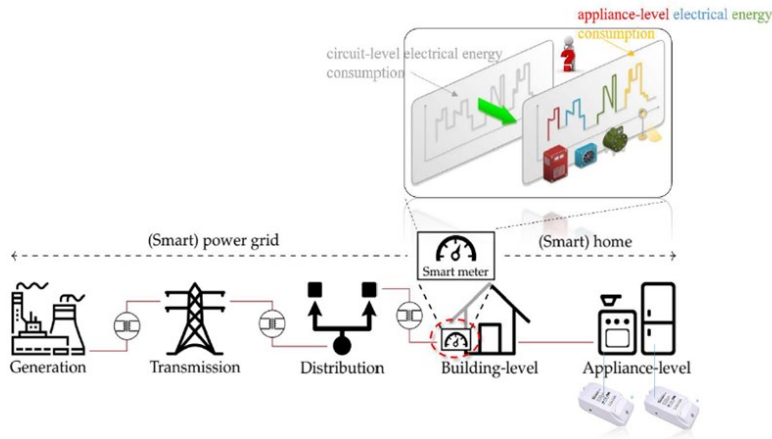 appliance-level electrical energy
consumption
circuit-level electrical energy
consumption
?
(Smart) power grid
(Smart) home
Smart meter
Generation
Transmission
Distribution
Building-level
Appliance-level